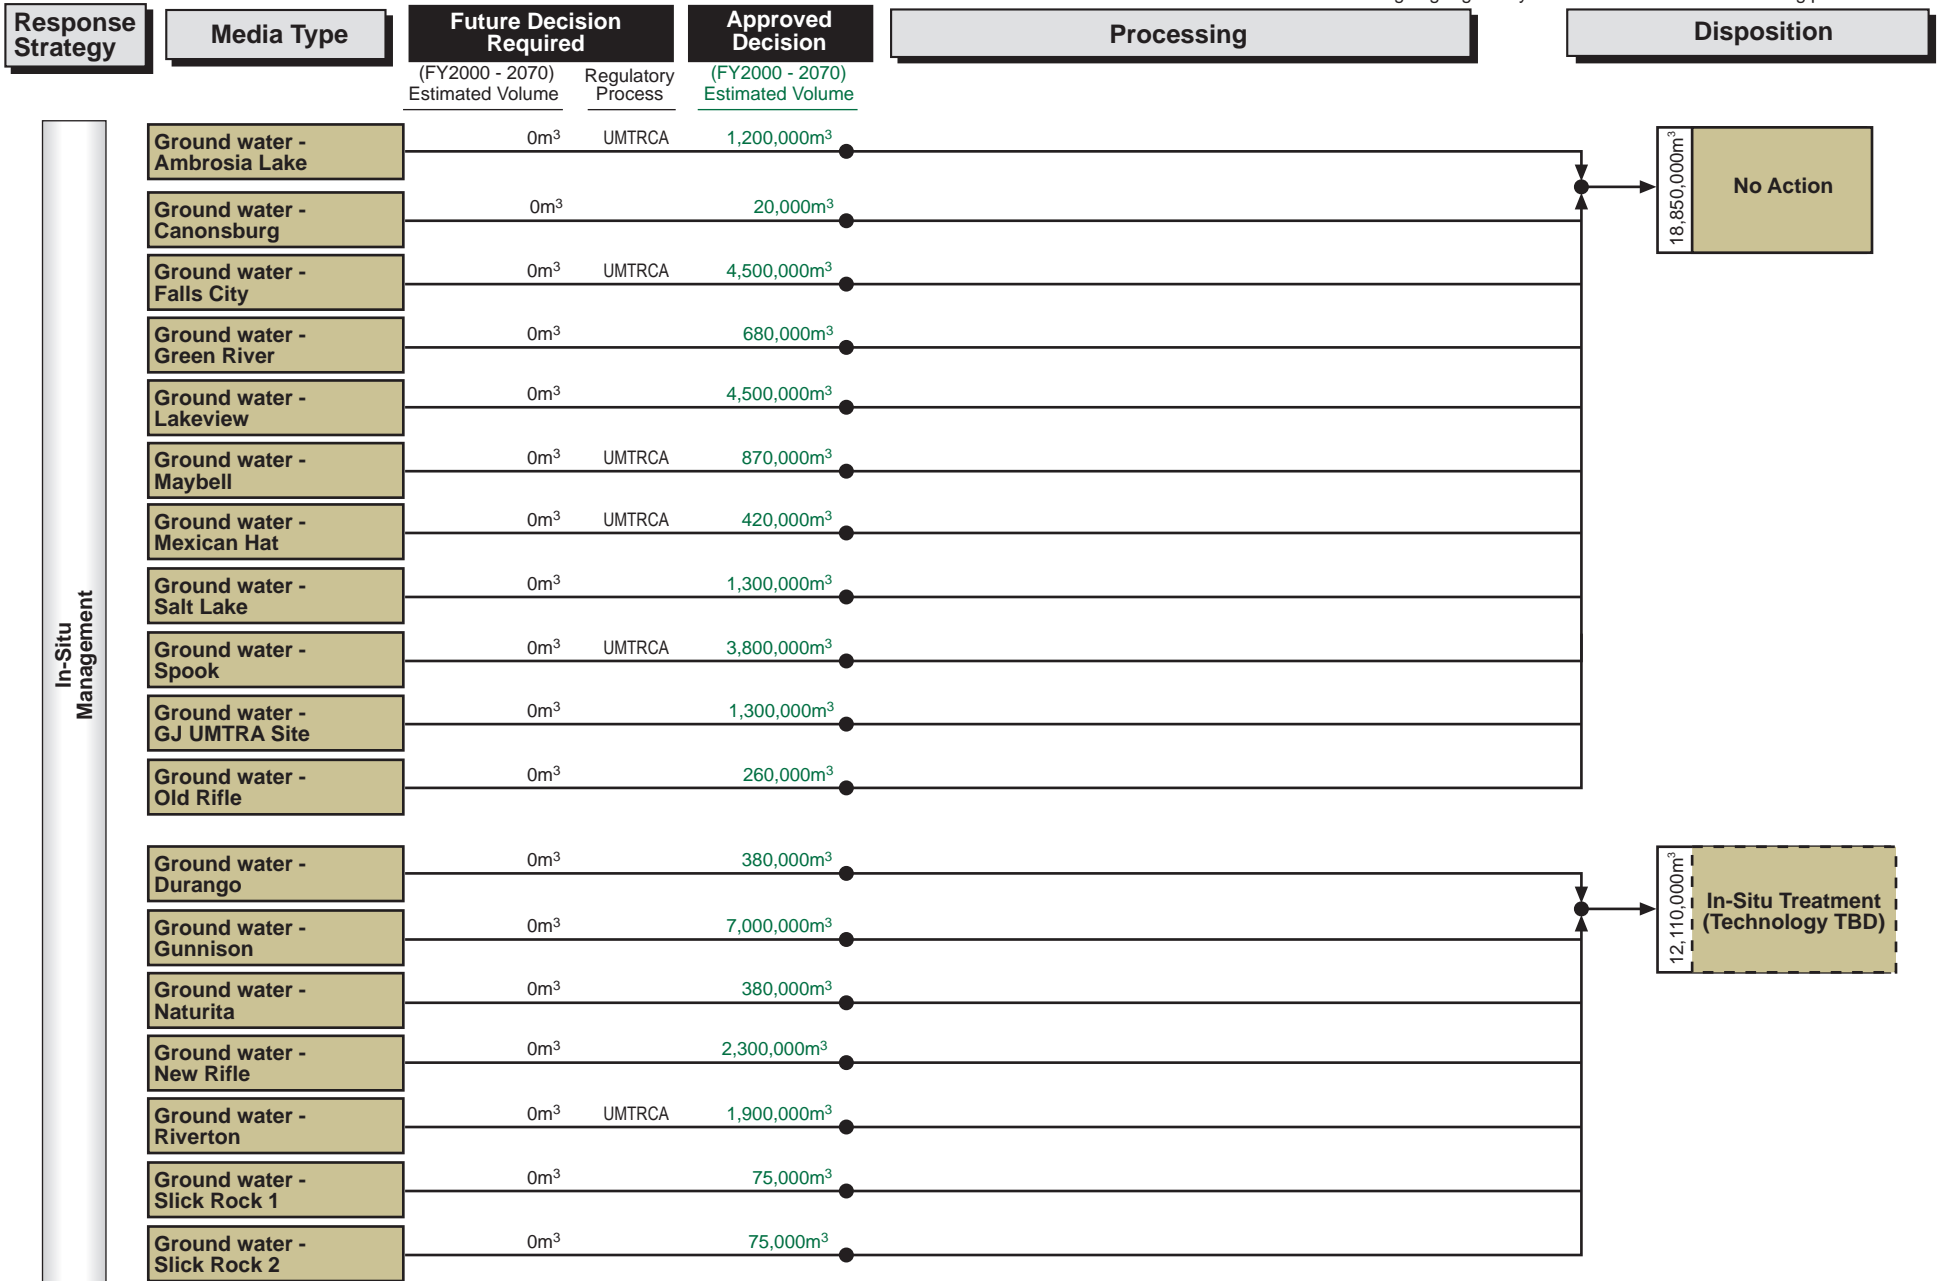 Response
Strategy
Media Type
Future Decision
Required
Approved
Decision
Processing
Disposition
(FY2000 - 2070)
Estimated Volume
Regulatory
Process
(FY2000 - 2070)
Estimated Volume
In-Situ
Management
Ground water -
Ambrosia Lake
0m³ UMTRCA 1,200,000m³
18,850,000m³
No Action
Ground water -
Canonsburg
0m³ 20,000m³
Ground water -
Falls City
0m³ UMTRCA 4,500,000m³
Ground water -
Green River
0m³ 680,000m³
Ground water -
Lakeview
0m³ 4,500,000m³
Ground water -
Maybell
0m³ UMTRCA 870,000m³
Ground water -
Mexican Hat
0m³ UMTRCA 420,000m³
Ground water -
Salt Lake
0m³ 1,300,000m³
Ground water -
Spook
0m³ UMTRCA 3,800,000m³
Ground water -
GJ UMTRA Site
0m³ 1,300,000m³
Ground water -
Old Rifle
0m³ 260,000m³
Ground water -
Durango
0m³ 380,000m³
12,110,000m³
In-Situ Treatment
(Technology TBD)
Ground water -
Gunnison
0m³ 7,000,000m³
Ground water -
Naturita
0m³ 380,000m³
Ground water -
New Rifle
0m³ 2,300,000m³
Ground water -
Riverton
0m³ UMTRCA 1,900,000m³
Ground water -
Slick Rock 1
0m³ 75,000m³
Ground water -
Slick Rock 2
0m³ 75,000m³